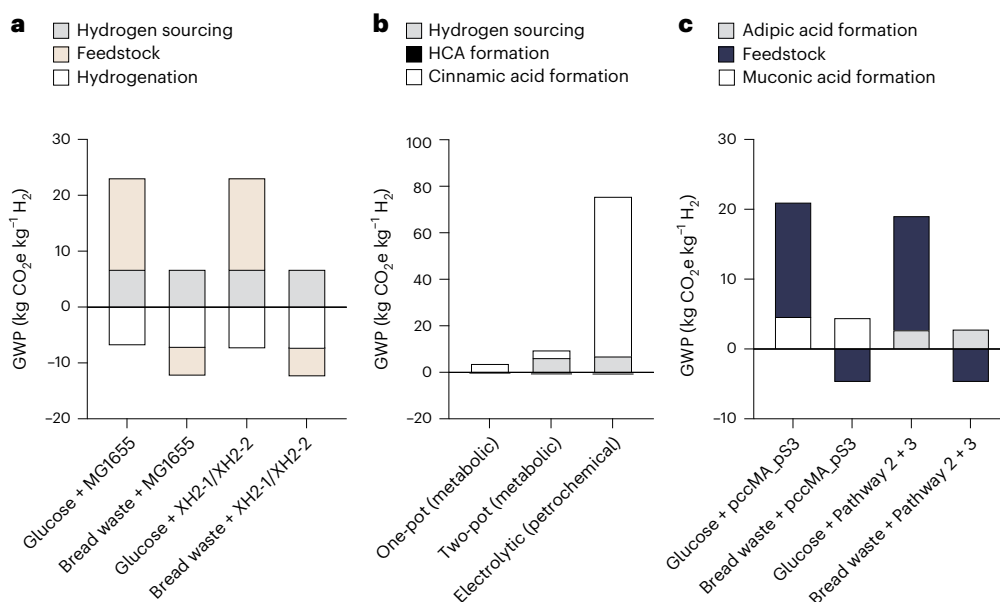 a
Hydrogen sourcing
Feedstock
Hydrogenation
GWP (kg CO₂e kg⁻¹ H₂)
30
20
10
0
–10
–20
Glucose + MG1655
Bread waste + MG1655
Glucose + XH2-1/XH2-2
Bread waste + XH2-1/XH2-2
b
Hydrogen sourcing
HCA formation
Cinnamic acid formation
GWP (kg CO₂e kg⁻¹ H₂)
100
80
60
40
20
0
–20
One-pot (metabolic)
Two-pot (metabolic)
Electrolytic (petrochemical)
c
Adipic acid formation
Feedstock
Muconic acid formation
GWP (kg CO₂e kg⁻¹ H₂)
30
20
10
0
–10
Glucose + pccMA_pS3
Bread waste + pccMA_pS3
Glucose + Pathway 2 + 3
Bread waste + Pathway 2 + 3